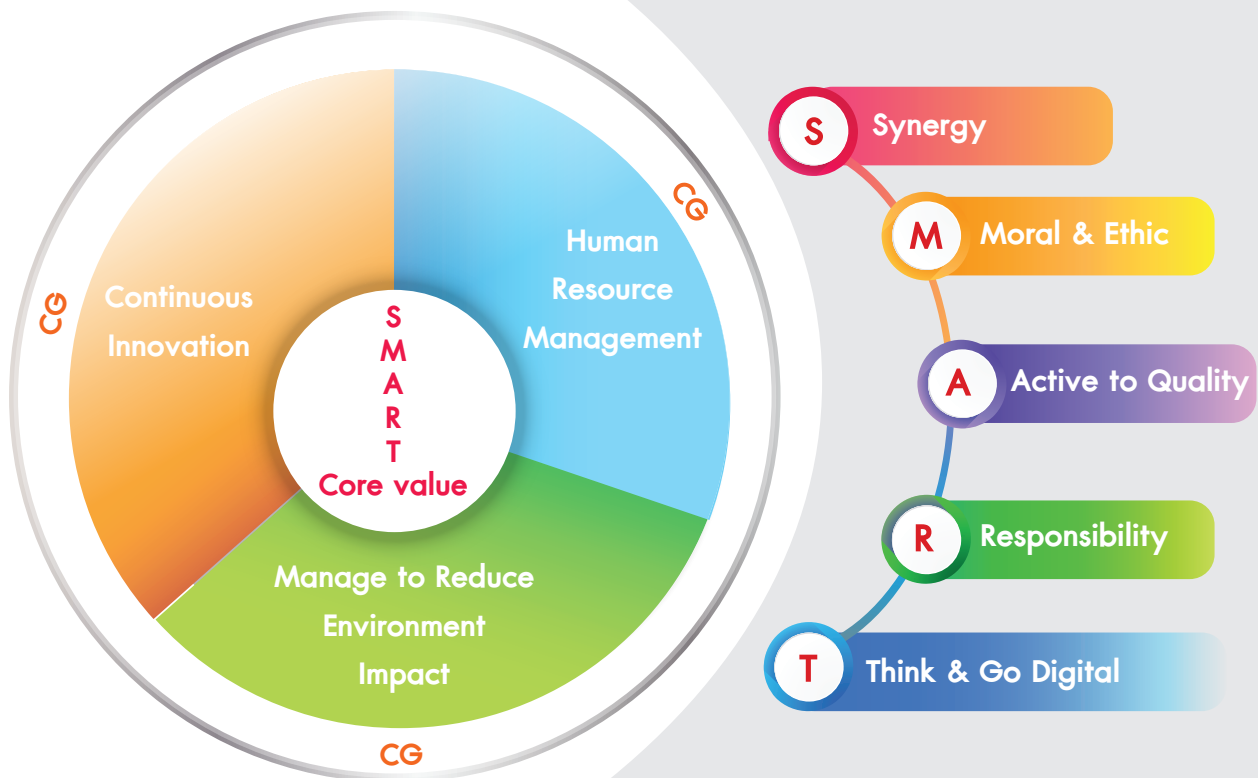 CG
Continuous
Innovation
CG
Human
Resource
Management
S
M
A
R
T
Core value
Manage to Reduce
Environment
Impact
CG
S
Synergy
M
Moral & Ethic
A
Active to Quality
R
Responsibility
T
Think & Go Digital